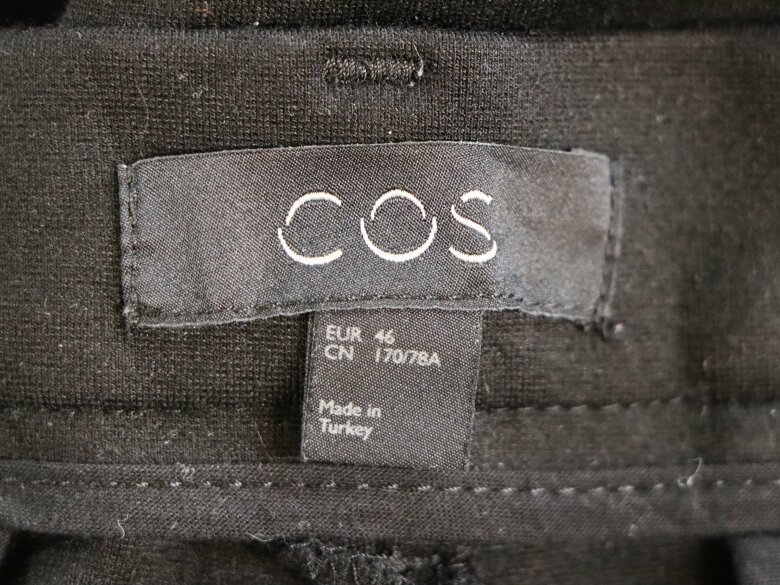 COS
EUR 46
CN 170/78A
Made in
Turkey